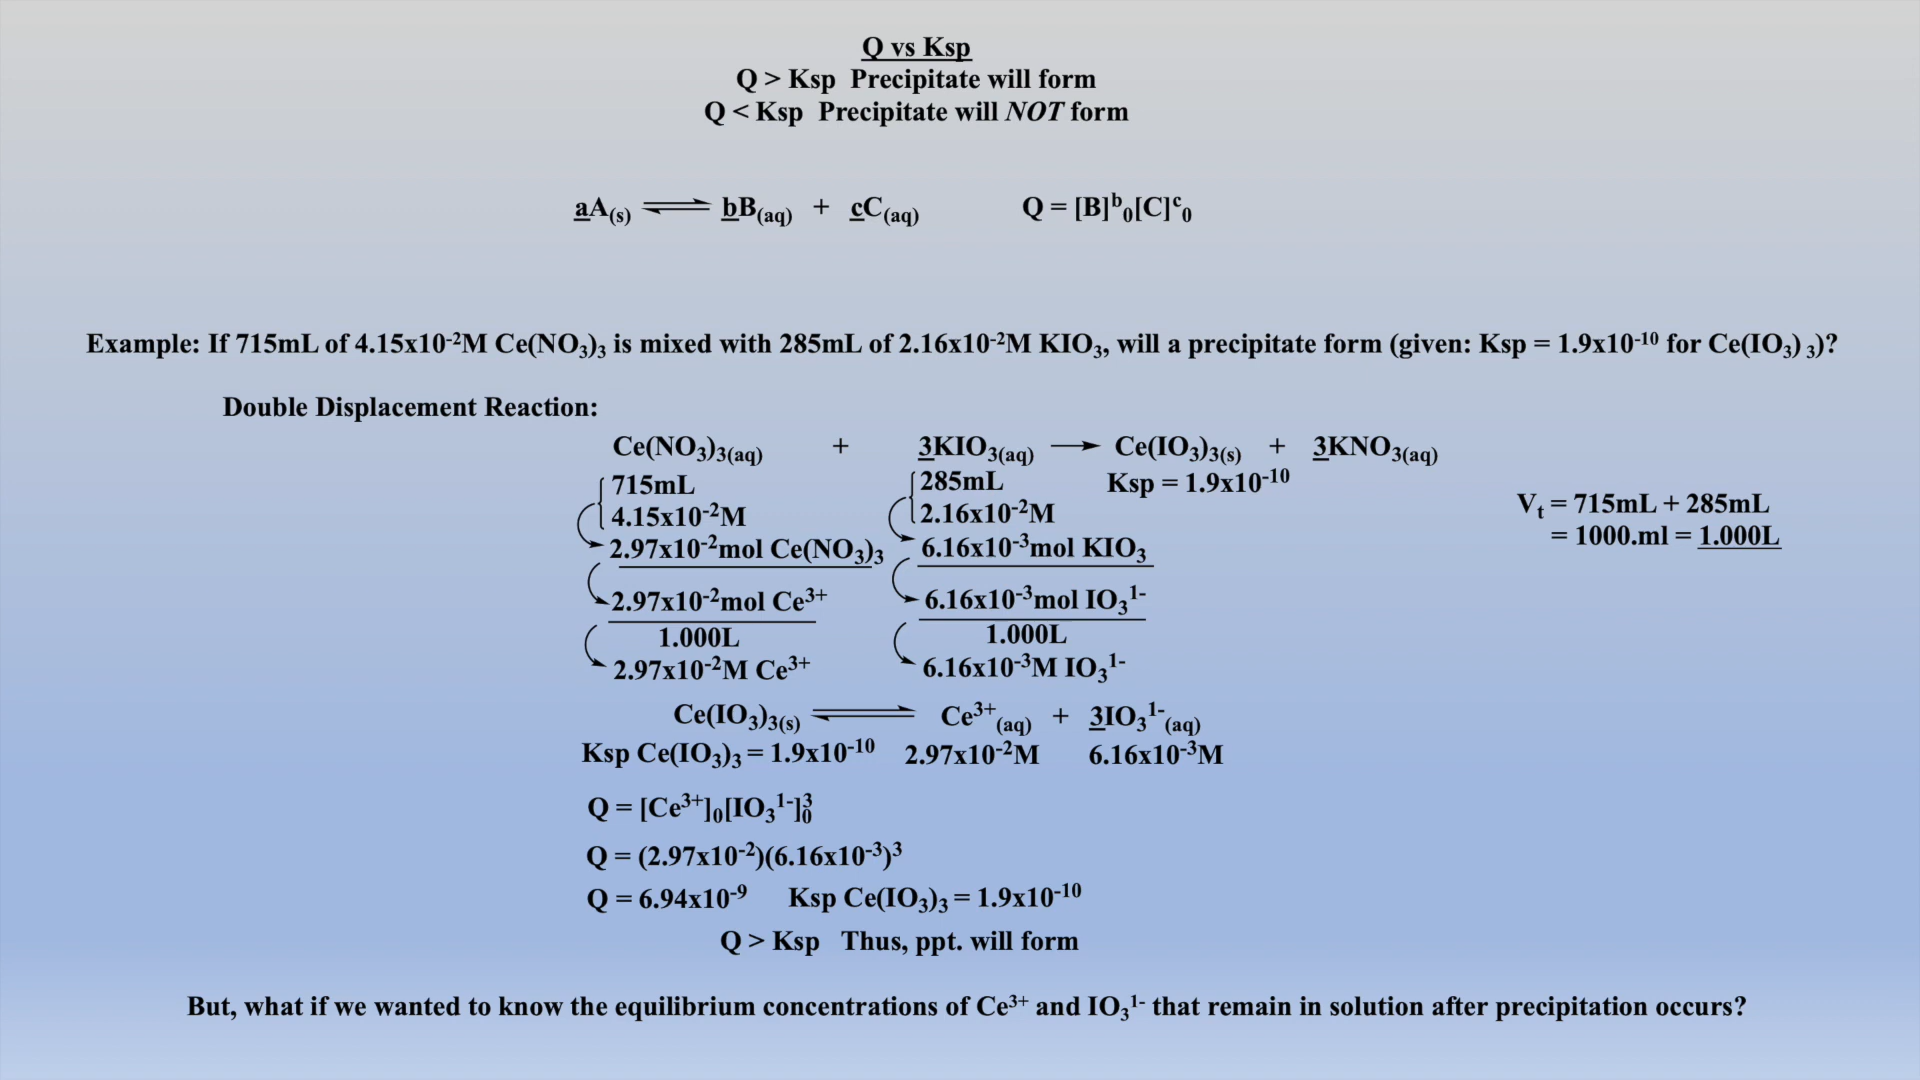 Q vs Ksp
Q > Ksp Precipitate will form
Q < Ksp Precipitate will NOT form
aA(s) ⇌ bB(aq) + cC(aq) Q = [B]ᵇ₀[C]ᶜ₀
Example: If 715mL of 4.15x10⁻²M Ce(NO₃)₃ is mixed with 285mL of 2.16x10⁻²M KIO₃, will a precipitate form (given: Ksp = 1.9x10⁻¹⁰ for Ce(IO₃) ₃)?
Double Displacement Reaction:
Ce(NO₃)₃(aq) + 3KIO₃(aq) ⟶ Ce(IO₃)₃(s) + 3KNO₃(aq)
715mL 285mL Ksp = 1.9x10⁻¹⁰
4.15x10⁻²M 2.16x10⁻²M Vₜ = 715mL + 285mL
= 1000.ml = 1.000L
2.97x10⁻²mol Ce(NO₃)₃ 6.16x10⁻³mol KIO₃
2.97x10⁻²mol Ce³⁺ 6.16x10⁻³mol IO₃¹⁻
1.000L 1.000L
2.97x10⁻²M Ce³⁺ 6.16x10⁻³M IO₃¹⁻
Ce(IO₃)₃(s) ⇌ Ce³⁺(aq) + 3IO₃¹⁻(aq)
Ksp Ce(IO₃)₃ = 1.9x10⁻¹⁰ 2.97x10⁻²M 6.16x10⁻³M
Q = [Ce³⁺]₀[IO₃¹⁻]³₀
Q = (2.97x10⁻²)(6.16x10⁻³)³
Q = 6.94x10⁻⁹ Ksp Ce(IO₃)₃ = 1.9x10⁻¹⁰
Q > Ksp Thus, ppt. will form
But, what if we wanted to know the equilibrium concentrations of Ce³⁺ and IO₃¹⁻ that remain in solution after precipitation occurs?